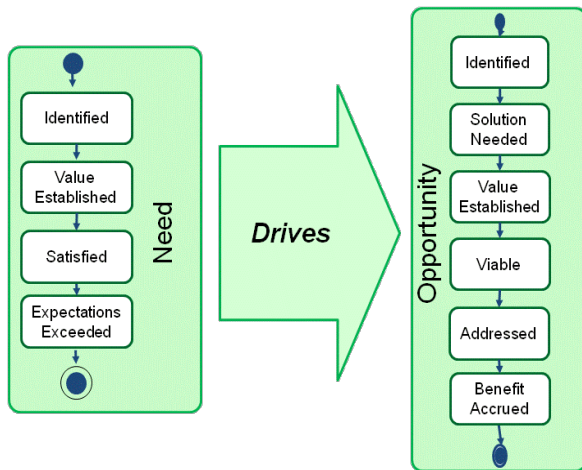 Identified
Value
Established
Satisfied
Expectations
Exceeded
Need
Drives
Opportunity
Identified
Solution
Needed
Value
Established
Viable
Addressed
Benefit
Accrued